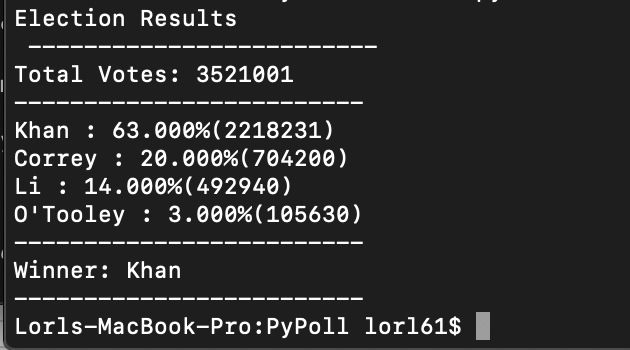 Election Results
-------------------------
Total Votes: 3521001
-------------------------
Khan : 63.000%(2218231)
Correy : 20.000%(704200)
Li : 14.000%(492940)
O'Tooley : 3.000%(105630)
-------------------------
Winner: Khan
-------------------------
Lorls-MacBook-Pro:PyPoll lorl61$